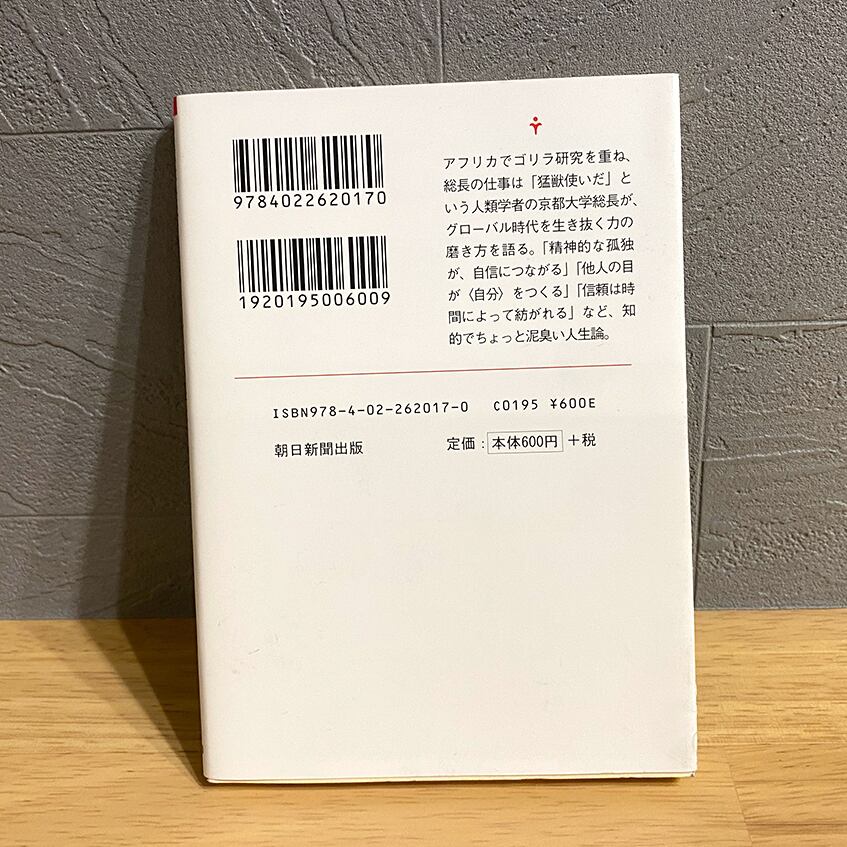 9784022620170
1920195006009
アフリカでゴリラ研究を重ね、
総長の仕事は「猛獣使いだ」と
いう人類学者の京都大学総長が、
グローバル時代を生き抜く力の
磨き方を語る。「精神的な孤独
が、自信につながる」「他人の目
が〈自分〉をつくる」「信頼は時
間によって紡がれる」など、知
的でちょっと泥臭い人生論。
ISBN978-4-02-262017-0 C0195 ¥600E
朝日新聞出版 定価：本体600円＋税